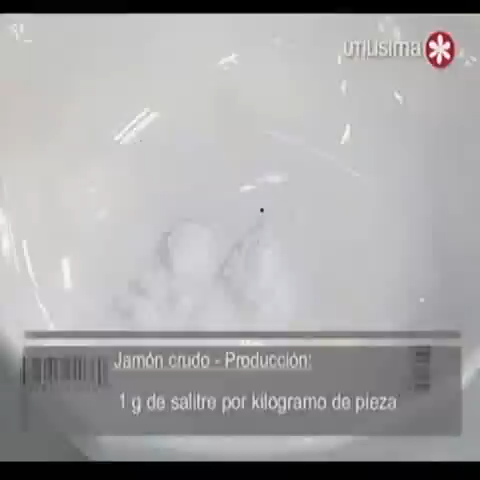 UTILISIMA
Jamón crudo - Producción:
1 g de salitre por kilogramo de pieza